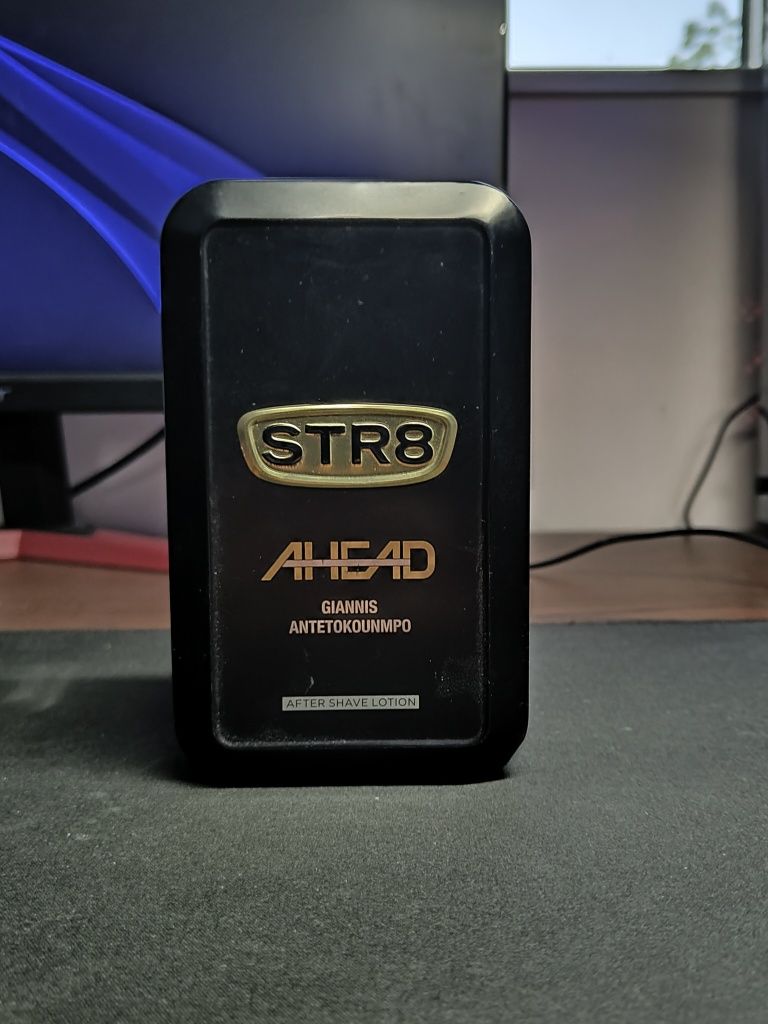 STR8
AHEAD
GIANNIS
ANTETOKOUNMPO
AFTER SHAVE LOTION